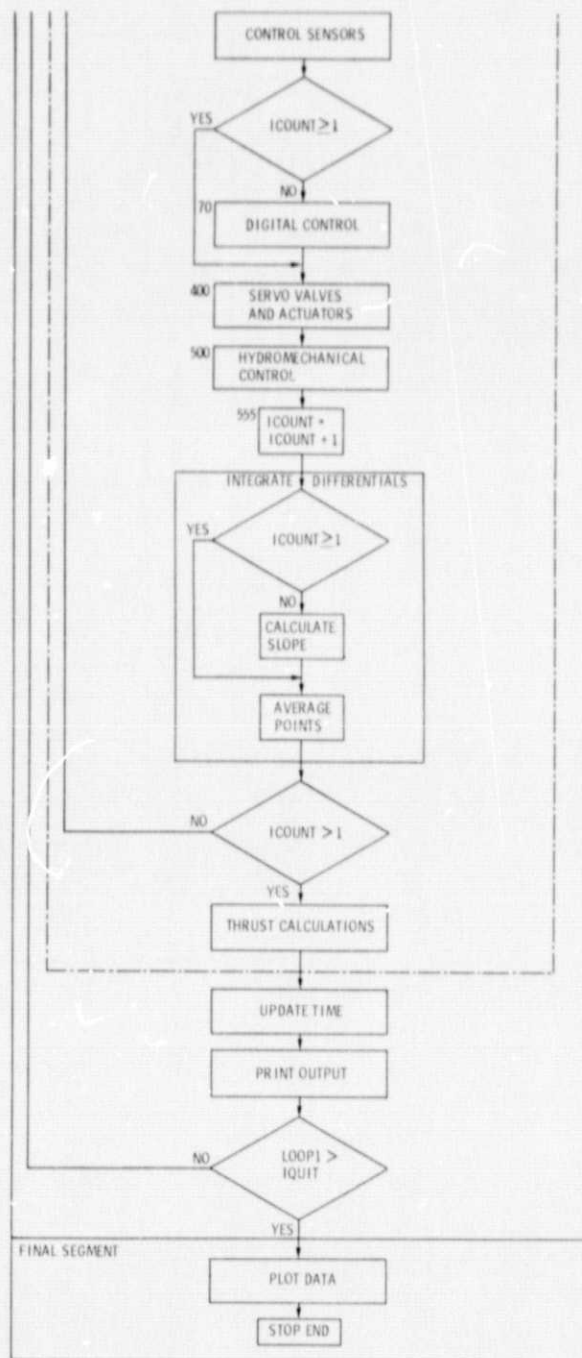 CONTROL SENSORS
YES
ICOUNT ≥ 1
NO
70
DIGITAL CONTROL
400
SERVO VALVES
AND ACTUATORS
500
HYDROMECHANICAL
CONTROL
555
ICOUNT =
ICOUNT + 1
INTEGRATE DIFFERENTIALS
YES
ICOUNT ≥ 1
NO
CALCULATE
SLOPE
AVERAGE
POINTS
NO
ICOUNT > 1
YES
THRUST CALCULATIONS
UPDATE TIME
PRINT OUTPUT
NO
LOOP1 >
IQUIT
YES
FINAL SEGMENT
PLOT DATA
STOP END